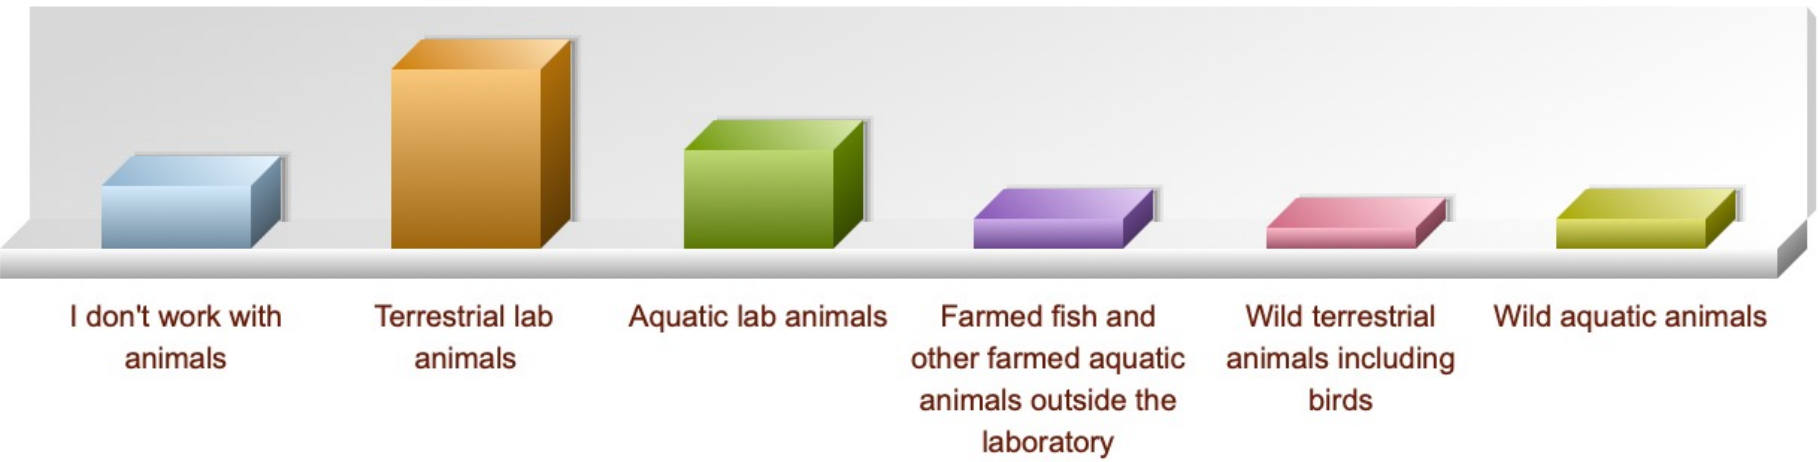 I don't work with
animals
Terrestrial lab
animals
Aquatic lab animals
Farmed fish and
other farmed aquatic
animals outside the
laboratory
Wild terrestrial
animals including
birds
Wild aquatic animals